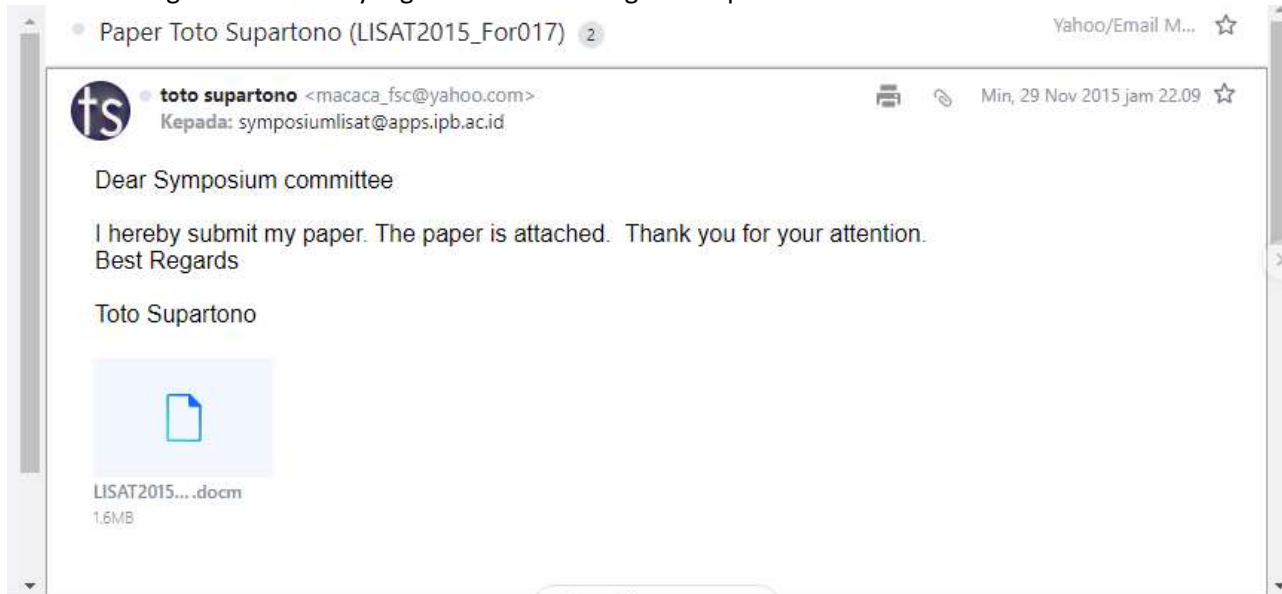 Paper Toto Supartono (LISAT2015_For017) 2
Yahoo/Email M...
ts
toto supartono <macaca_fsc@yahoo.com>
Min, 29 Nov 2015 jam 22.09
Kepada: symposiumlisat@apps.ipb.ac.id
Dear Symposium committee
I hereby submit my paper. The paper is attached.  Thank you for your attention.
Best Regards
Toto Supartono
LISAT2015... .docm
1.6MB